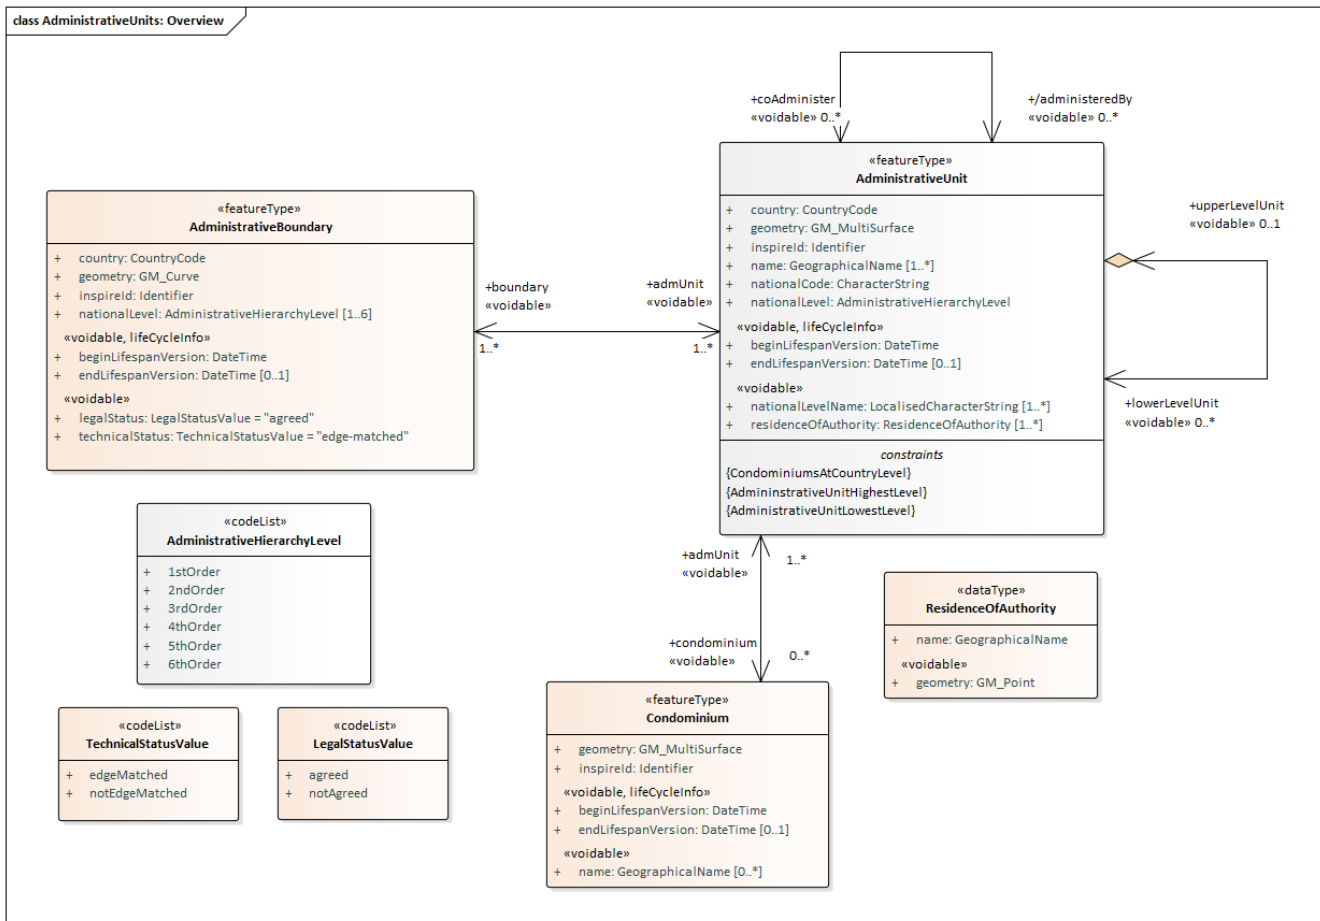 class AdministrativeUnits: Overview
+coAdminister
«voidable» 0..*
+/administeredBy
«voidable» 0..*
«featureType»
AdministrativeUnit
+ country: CountryCode
+ geometry: GM_MultiSurface
+ inspireId: Identifier
+ name: GeographicalName [1..*]
+ nationalCode: CharacterString
+ nationalLevel: AdministrativeHierarchyLevel
«voidable, lifeCycleInfo»
+ beginLifespanVersion: DateTime
+ endLifespanVersion: DateTime [0..1]
«voidable»
+ nationalLevelName: LocalisedCharacterString [1..*]
+ residenceOfAuthority: ResidenceOfAuthority [1..*]
constraints
{CondominiumsAtCountryLevel}
{AdmininstrativeUnitHighestLevel}
{AdministrativeUnitLowestLevel}
+upperLevelUnit
«voidable» 0..1
+lowerLevelUnit
«voidable» 0..*
«featureType»
AdministrativeBoundary
+ country: CountryCode
+ geometry: GM_Curve
+ inspireId: Identifier
+ nationalLevel: AdministrativeHierarchyLevel [1..6]
«voidable, lifeCycleInfo»
+ beginLifespanVersion: DateTime
+ endLifespanVersion: DateTime [0..1]
«voidable»
+ legalStatus: LegalStatusValue = "agreed"
+ technicalStatus: TechnicalStatusValue = "edge-matched"
+boundary
«voidable»
1..*
+admUnit
«voidable»
1..*
«codeList»
AdministrativeHierarchyLevel
+ 1stOrder
+ 2ndOrder
+ 3rdOrder
+ 4thOrder
+ 5thOrder
+ 6thOrder
+admUnit
«voidable»
1..*
+condominium
«voidable»
0..*
«dataType»
ResidenceOfAuthority
+ name: GeographicalName
«voidable»
+ geometry: GM_Point
«codeList»
TechnicalStatusValue
+ edgeMatched
+ notEdgeMatched
«codeList»
LegalStatusValue
+ agreed
+ notAgreed
«featureType»
Condominium
+ geometry: GM_MultiSurface
+ inspireId: Identifier
«voidable, lifeCycleInfo»
+ beginLifespanVersion: DateTime
+ endLifespanVersion: DateTime [0..1]
«voidable»
+ name: GeographicalName [0..*]